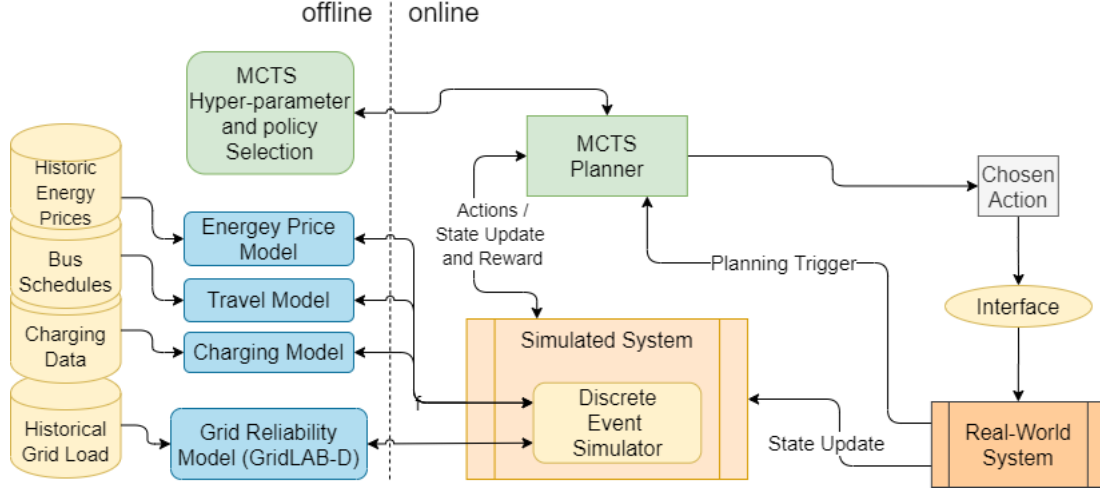 offline
online
MCTS
Hyper-parameter
and policy
Selection
Historic
Energy
Prices
Bus
Schedules
Charging
Data
Historical
Grid Load
Energey Price
Model
Travel Model
Charging Model
Grid Reliability
Model (GridLAB-D)
MCTS
Planner
Actions /
State Update
and Reward
Simulated System
Discrete
Event
Simulator
Planning Trigger
State Update
Chosen
Action
Interface
Real-World
System